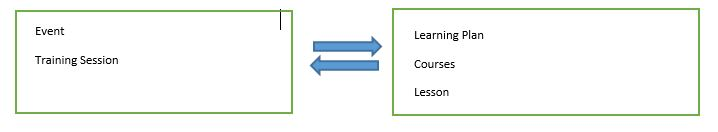 Event
Training Session
Learning Plan
Courses
Lesson